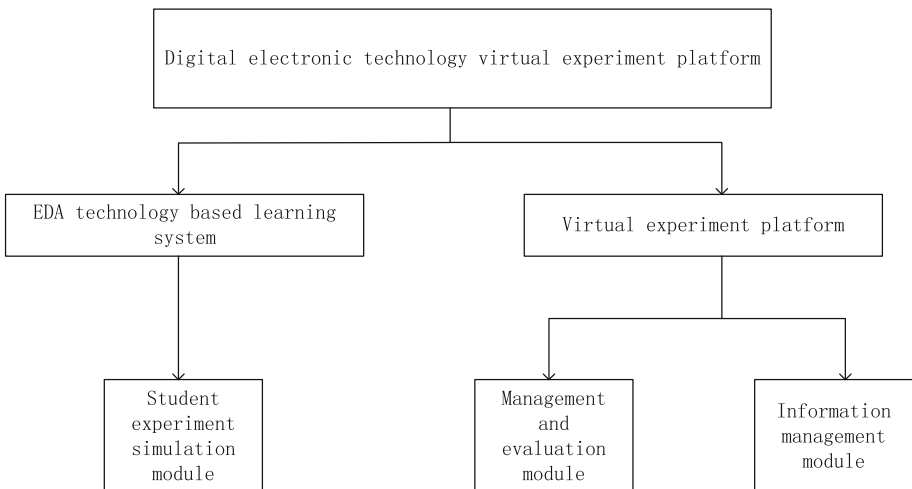 Digital electronic technology virtual experiment platform
EDA technology based learning
system
Virtual experiment platform
Student
experiment
simulation
module
Management
and
evaluation
module
Information
management
module